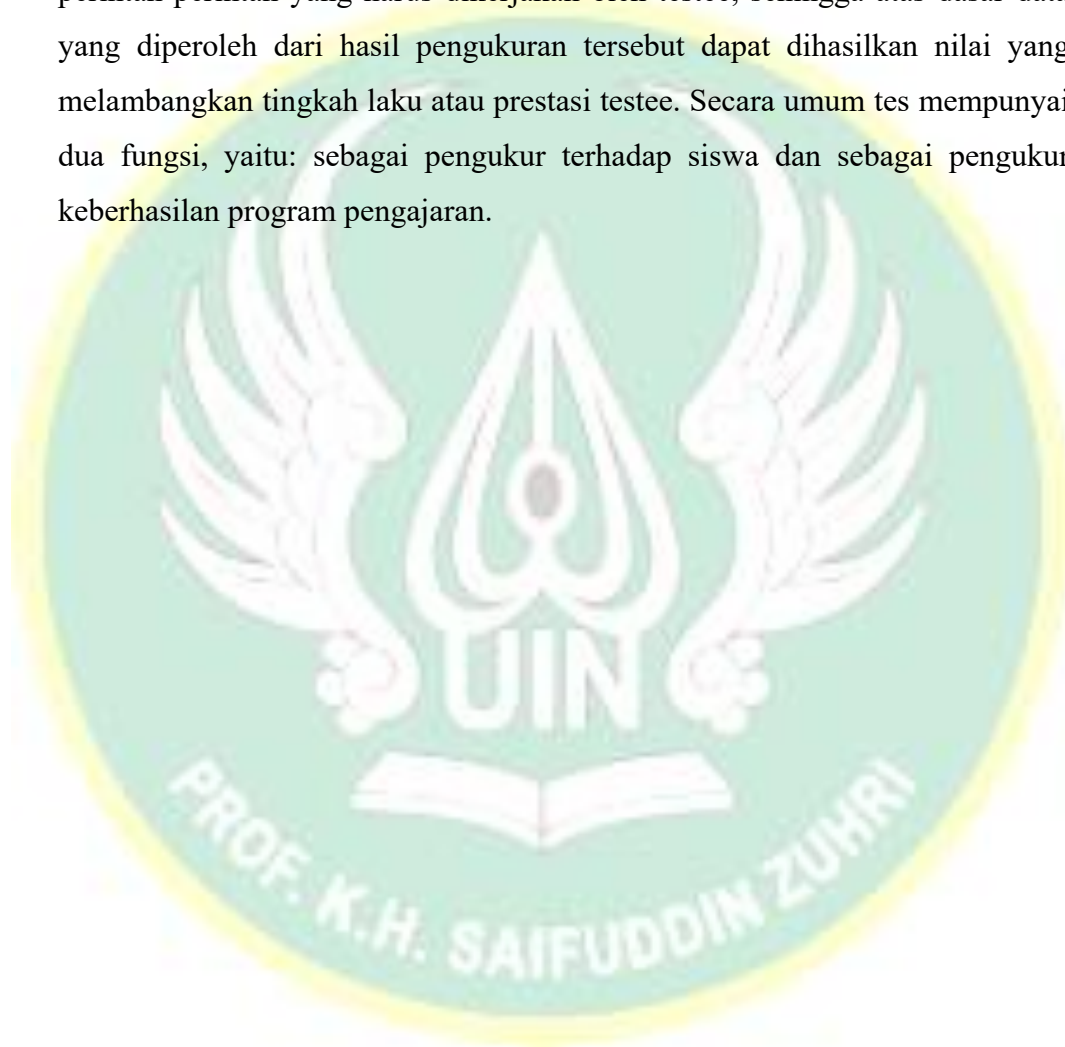 yang diperoleh dari hasil pengukuran tersebut dapat dihasilkan nilai yang
melambangkan tingkah laku atau prestasi testee. Secara umum tes mempunyai
dua fungsi, yaitu: sebagai pengukur terhadap siswa dan sebagai pengukur
keberhasilan program pengajaran.
UIN
PROF. K.H. SAIFUDDIN ZUHRI